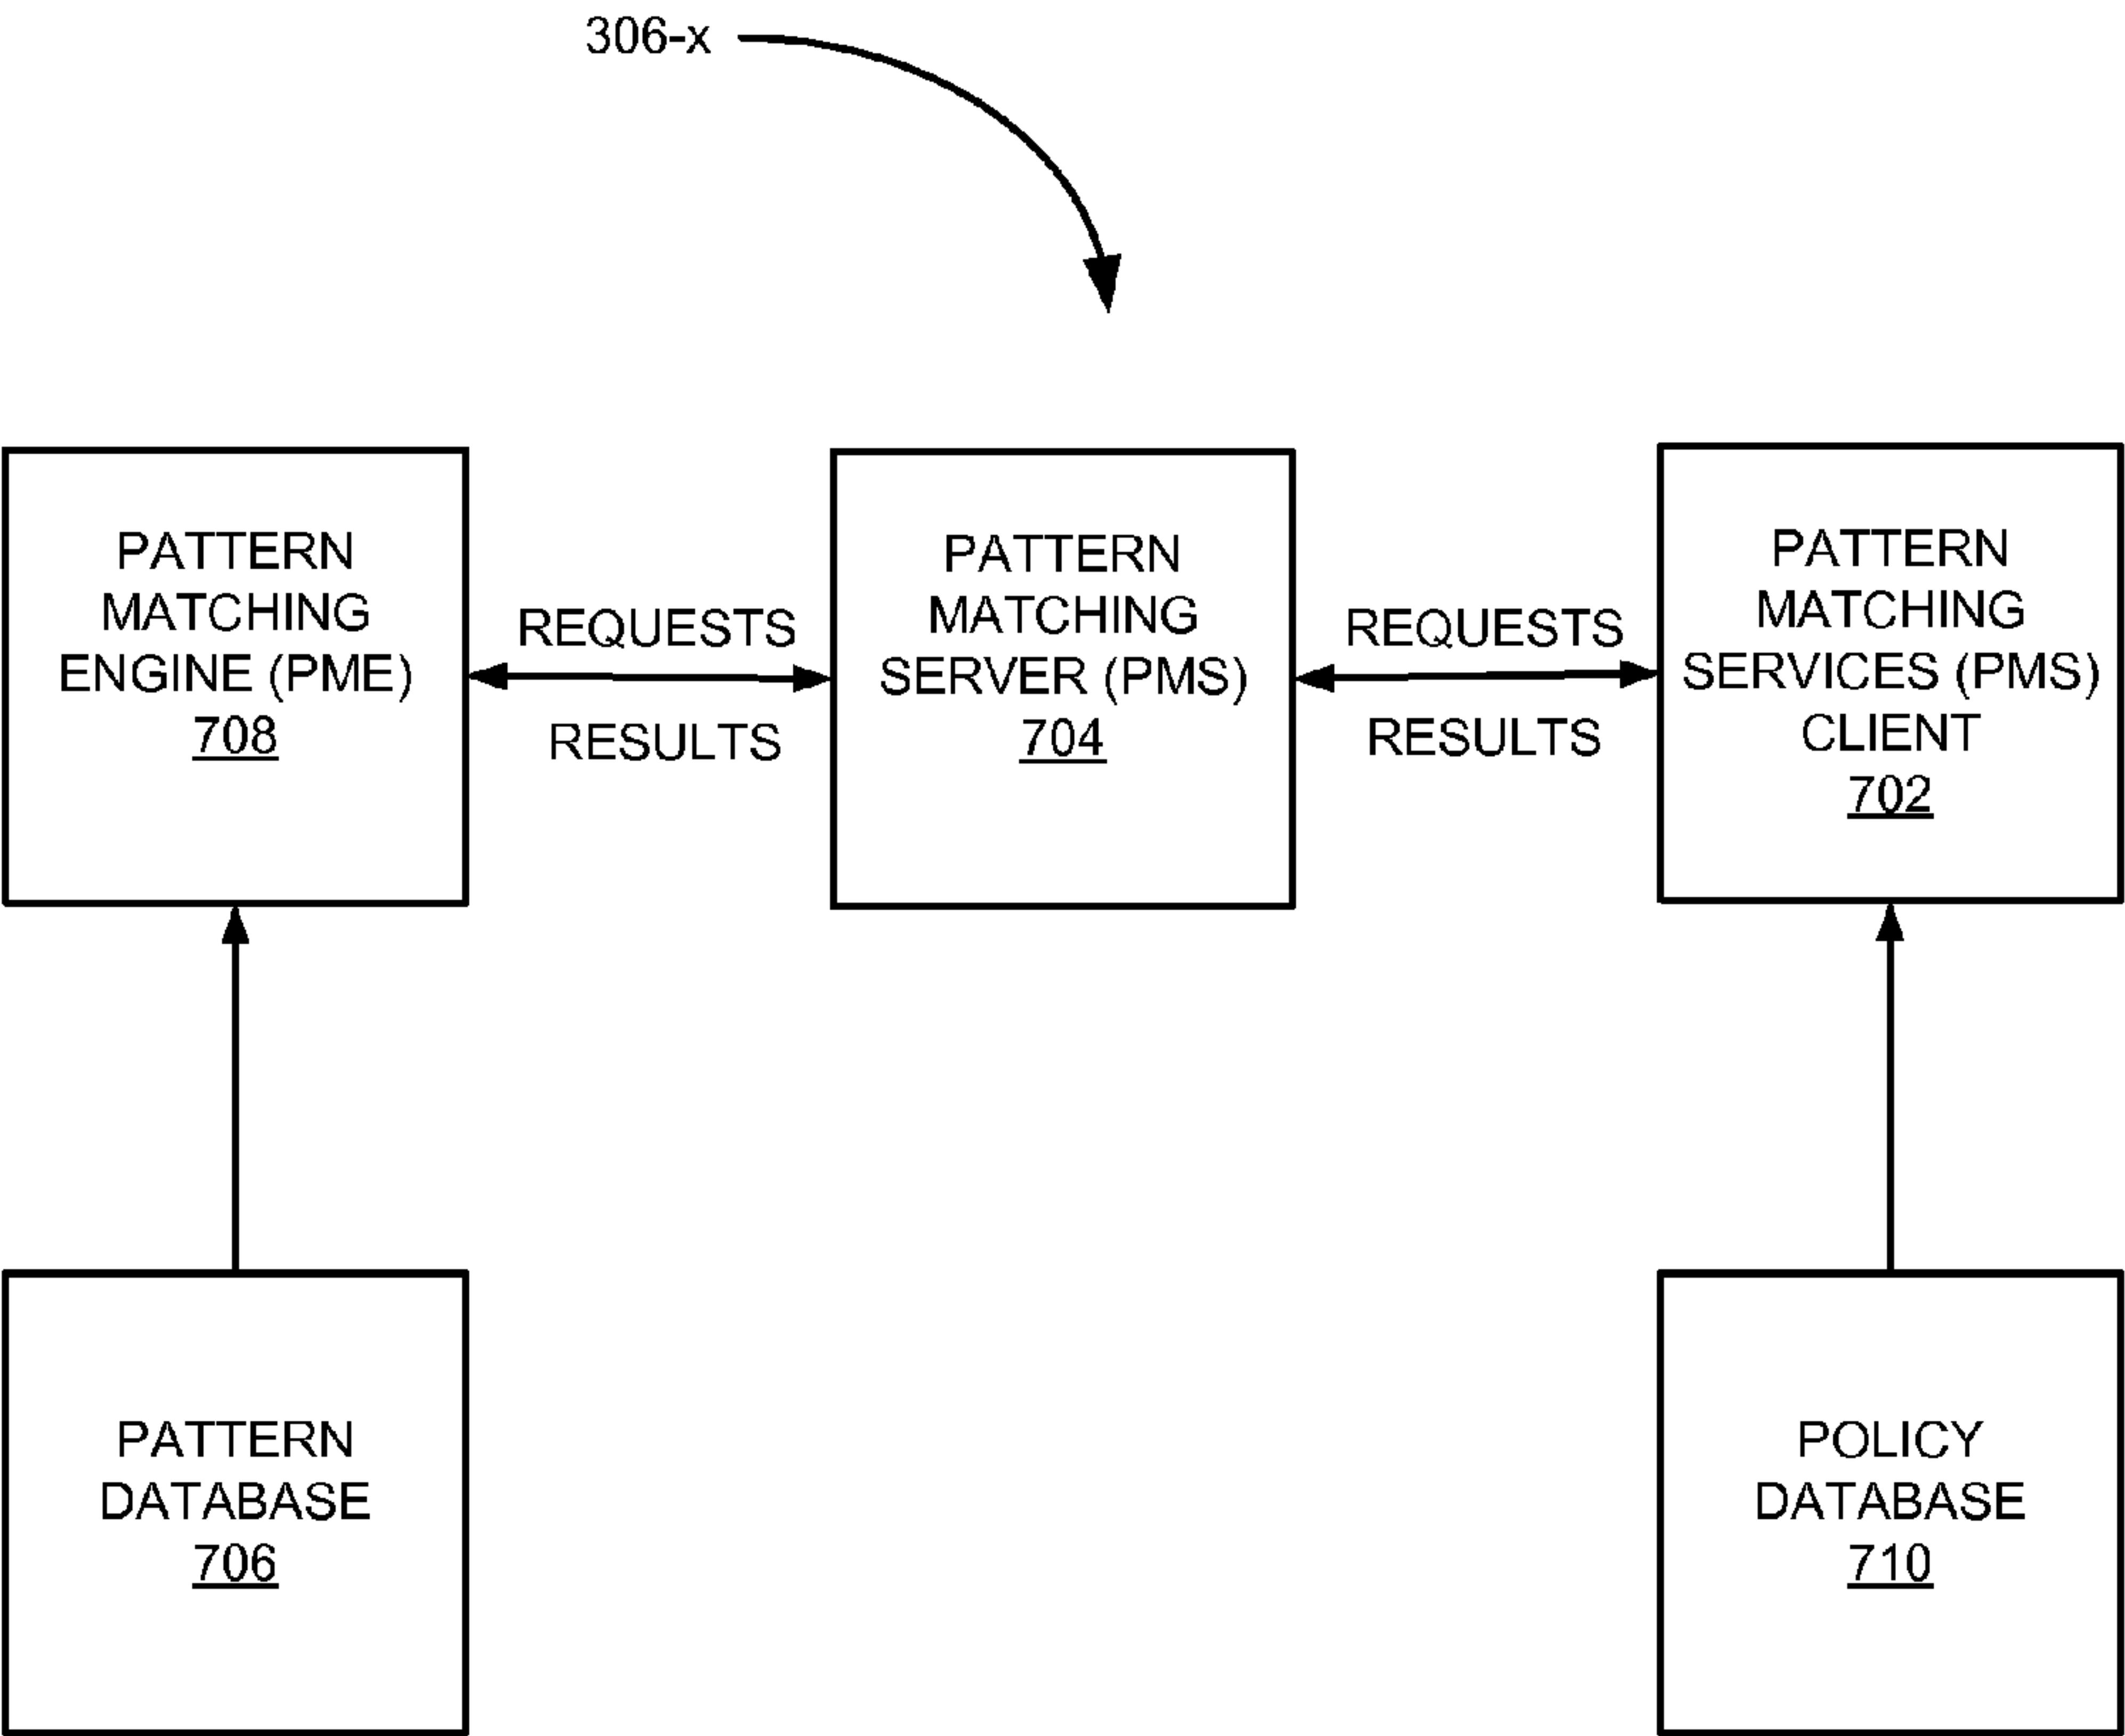 306-x
PATTERN
MATCHING
ENGINE (PME)
708
REQUESTS
RESULTS
PATTERN
MATCHING
SERVER (PMS)
704
REQUESTS
RESULTS
PATTERN
MATCHING
SERVICES (PMS)
CLIENT
702
PATTERN
DATABASE
706
POLICY
DATABASE
710